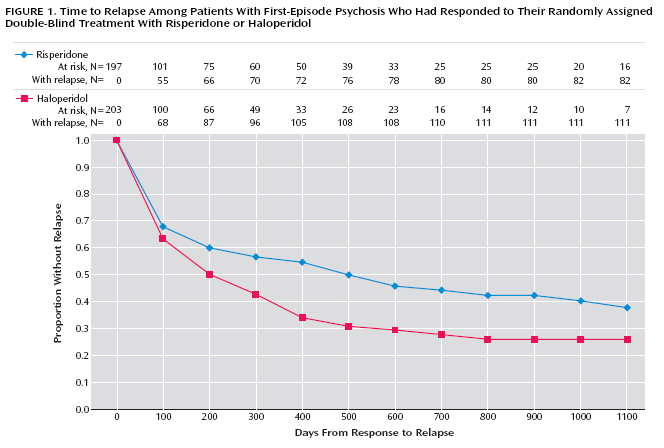 FIGURE 1. Time to Relapse Among Patients With First-Episode Psychosis Who Had Responded to Their Randomly Assigned
Double-Blind Treatment With Risperidone or Haloperidol
Risperidone
At risk, N= 197 101 75 60 50 39 33 25 25 25 20 16
With relapse, N= 0 55 66 70 72 76 78 80 80 80 82 82
Haloperidol
At risk, N= 203 100 66 49 33 26 23 16 14 12 10 7
With relapse, N= 0 68 87 96 105 108 108 110 111 111 111 111
Proportion Without Relapse
1.0
0.9
0.8
0.7
0.6
0.5
0.4
0.3
0.2
0.1
0.0
0 100 200 300 400 500 600 700 800 900 1000 1100
Days From Response to Relapse